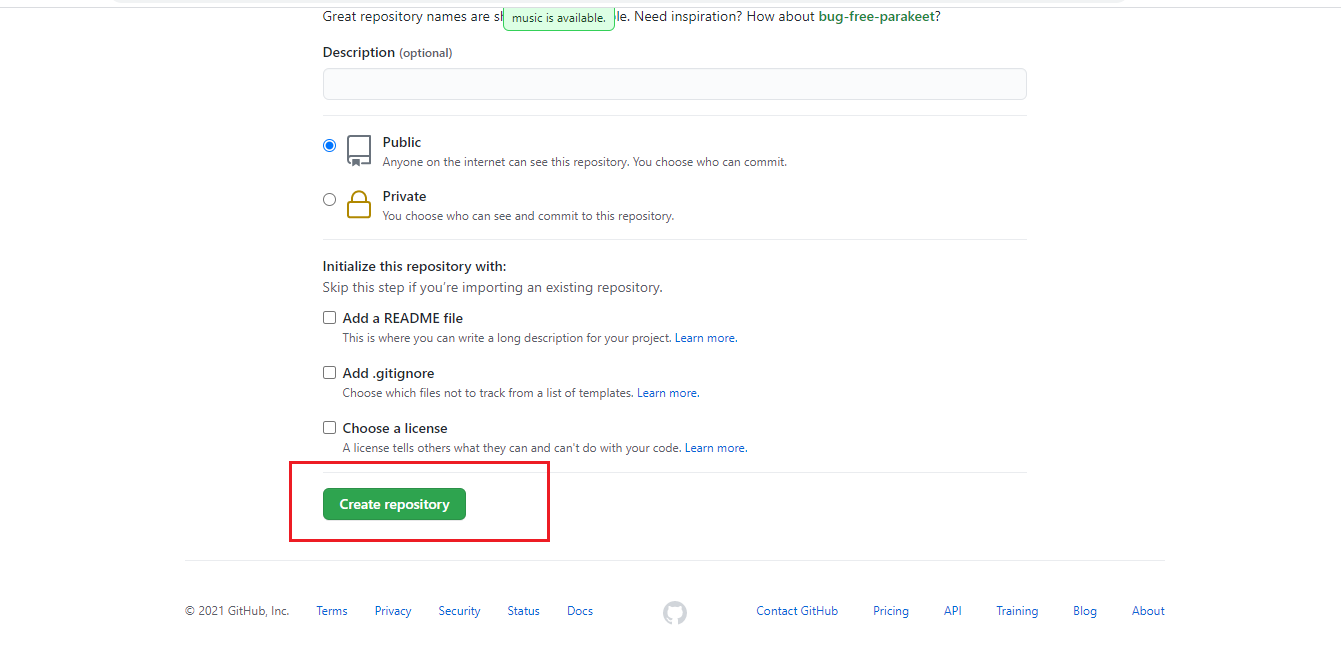 Great repository names are sh music is available. le. Need inspiration? How about bug-free-parakeet?
Description (optional)
Public
Anyone on the internet can see this repository. You choose who can commit.
Private
You choose who can see and commit to this repository.
Initialize this repository with:
Skip this step if you're importing an existing repository.
Add a README file
This is where you can write a long description for your project. Learn more.
Add .gitignore
Choose which files not to track from a list of templates. Learn more.
Choose a license
A license tells others what they can and can't do with your code. Learn more.
Create repository
© 2021 GitHub, Inc. Terms Privacy Security Status Docs Contact GitHub Pricing API Training Blog About